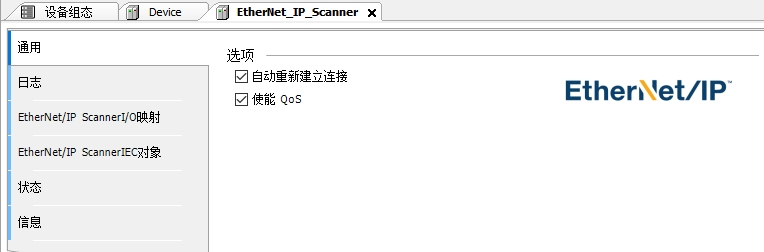 设备组态 Device EtherNet_IP_Scanner
通用
选项
自动重新建立连接
日志
使能 QoS
EtherNet/IP™
EtherNet/IP ScannerI/O映射
EtherNet/IP ScannerIEC对象
状态
信息